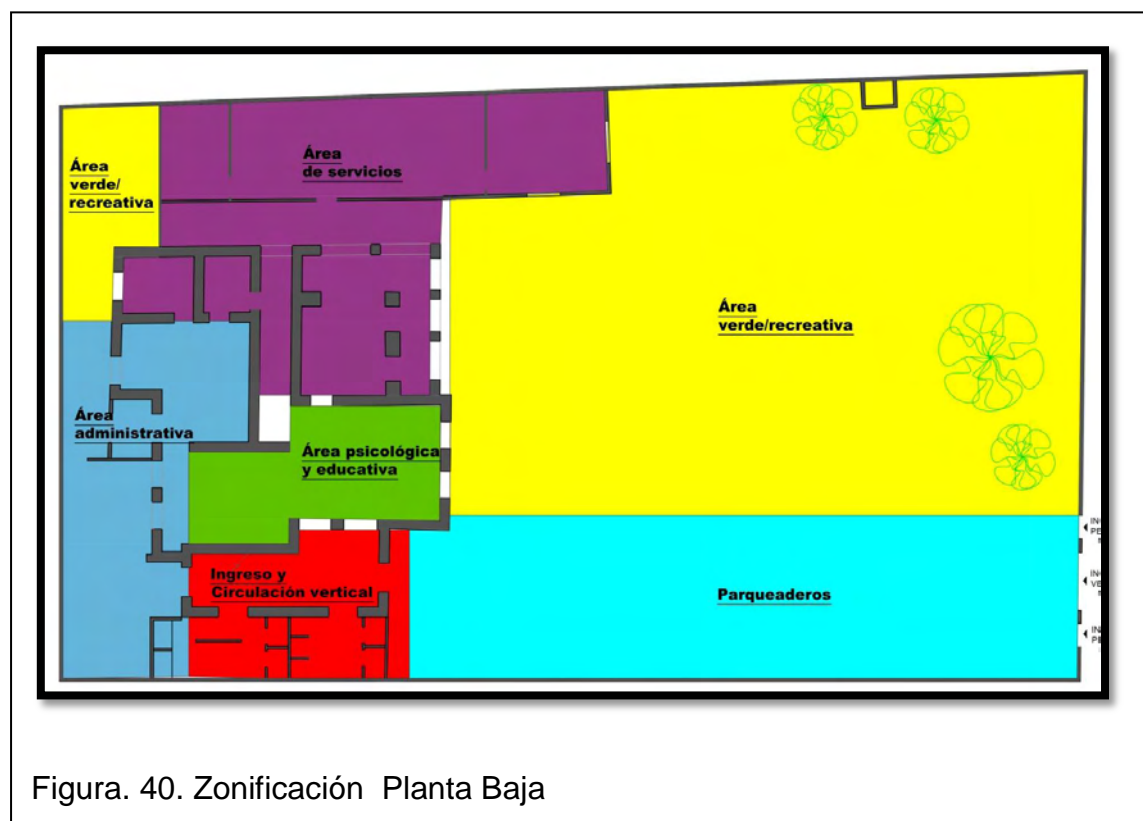 Área
verde/
recreativa
Área
de servicios
Área
verde/recreativa
Área
administrativa
Área psicológica
y educativa
Ingreso y
Circulación vertical
Parqueaderos
Figura. 40. Zonificación Planta Baja